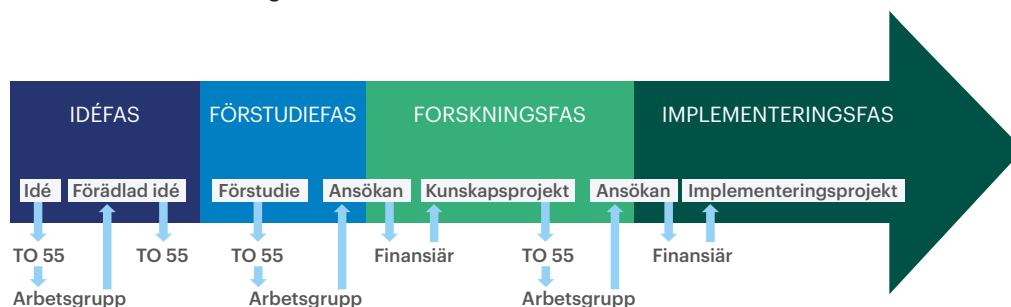 IDÉFAS FÖRSTUDIEFAS FORSKNINGSFAS IMPLEMENTERINGSFAS
Idé Förädlad idé Förstudie Ansökan Kunskapsprojekt Ansökan Implementeringsprojekt
TO 55 TO 55 TO 55 Finansiär TO 55 Finansiär
Arbetsgrupp Arbetsgrupp Arbetsgrupp